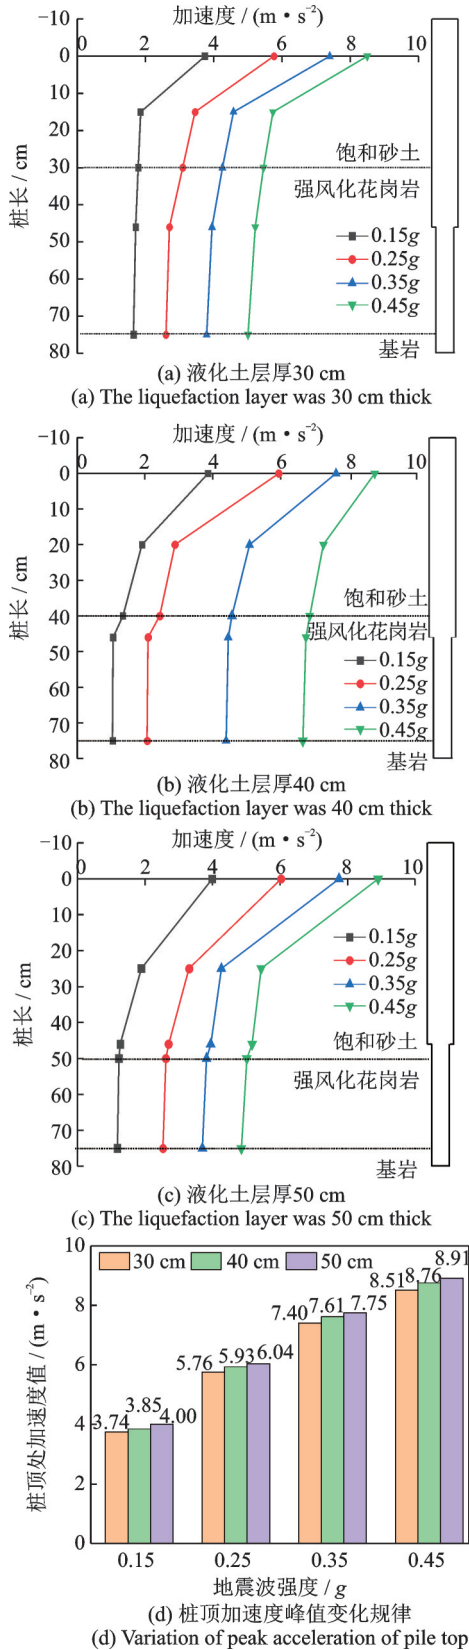 加速度 / (m·s⁻²)
0 2 4 6 8 10
-10
0
10
20
30
40
50
60
70
80
桩长 / cm
饱和砂土
强风化花岗岩
0.15g
0.25g
0.35g
0.45g
基岩
(a) 液化土层厚30 cm
(a) The liquefaction layer was 30 cm thick
加速度 / (m·s⁻²)
0 2 4 6 8 10
-10
0
10
20
30
40
50
60
70
80
桩长 / cm
饱和砂土
强风化花岗岩
0.15g
0.25g
0.35g
0.45g
基岩
(b) 液化土层厚40 cm
(b) The liquefaction layer was 40 cm thick
加速度 / (m·s⁻²)
0 2 4 6 8 10
-10
0
10
20
30
40
50
60
70
80
桩长 / cm
0.15g
0.25g
0.35g
0.45g
饱和砂土
强风化花岗岩
基岩
(c) 液化土层厚50 cm
(c) The liquefaction layer was 50 cm thick
10
8
6
4
2
0
桩顶处加速度值 / (m·s⁻²)
30 cm 40 cm 50 cm
3.74 3.85 4.00
5.76 5.93 6.04
7.40 7.61 7.75
8.51 8.76 8.91
0.15 0.25 0.35 0.45
地震波强度 / g
(d) 桩顶加速度峰值变化规律
(d) Variation of peak acceleration of pile top